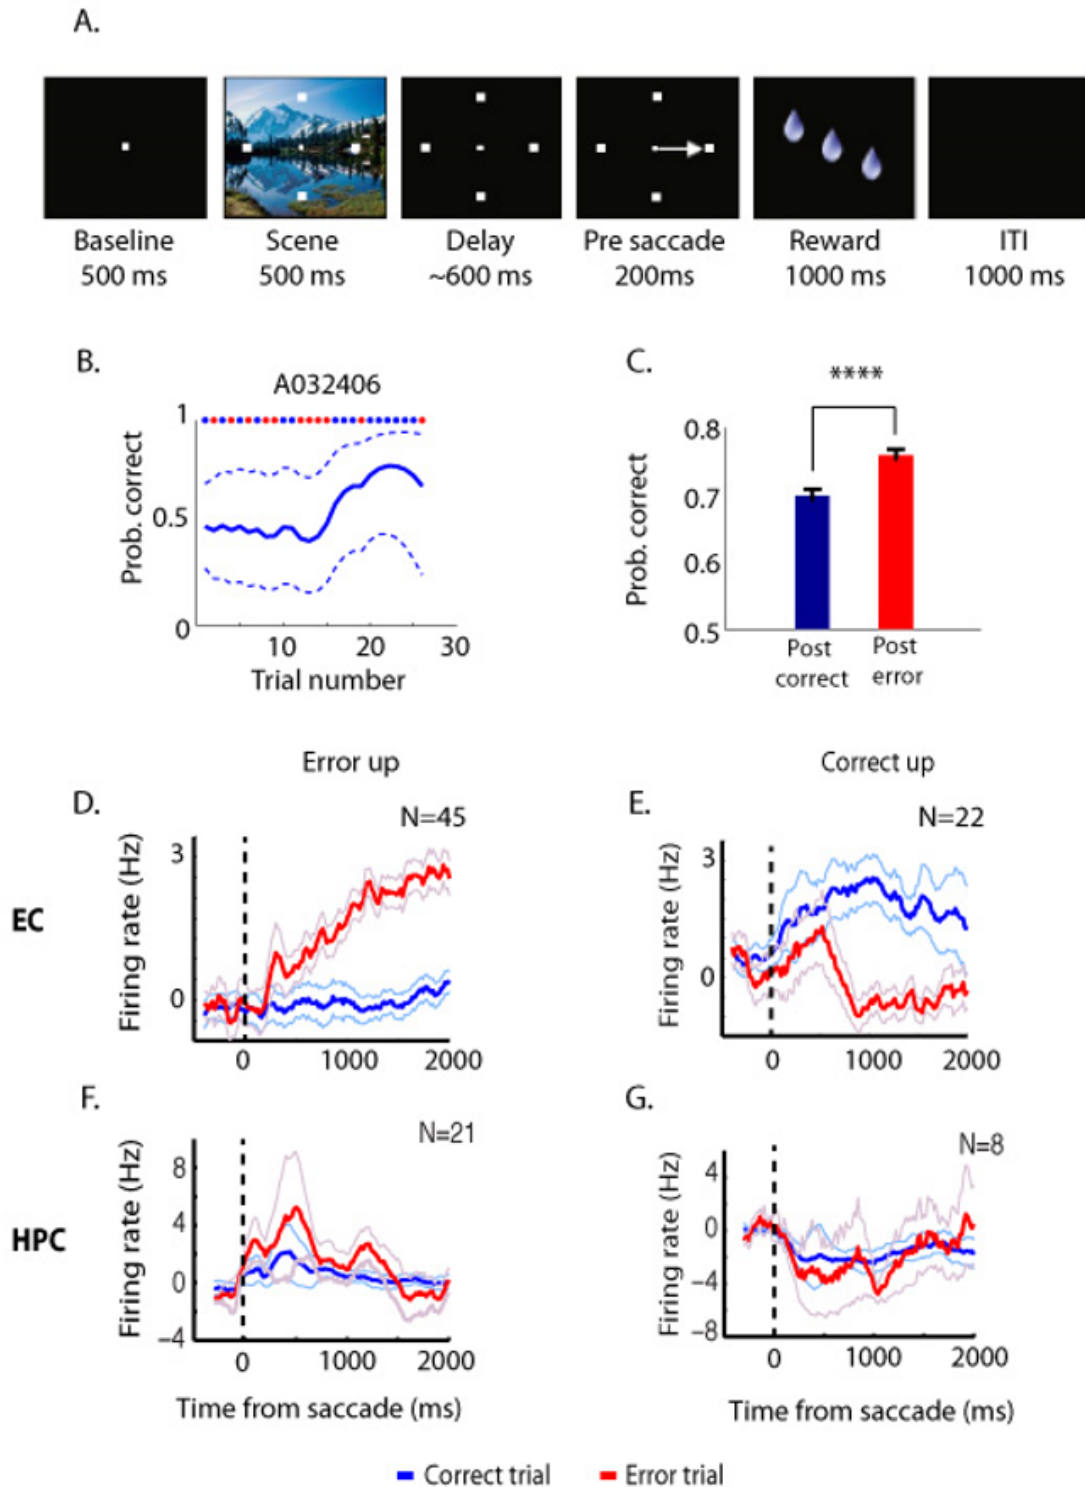 A.
Baseline
500 ms
Scene
500 ms
Delay
~600 ms
Pre saccade
200ms
Reward
1000 ms
ITI
1000 ms
B.
A032406
Prob. correct
1
0.5
0
10
20
30
Trial number
C.
****
Prob. correct
0.8
0.7
0.6
0.5
Post
correct
Post
error
Error up
Correct up
EC
D.
N=45
Firing rate (Hz)
3
0
0
1000
2000
E.
N=22
Firing rate (Hz)
3
0
0
1000
2000
HPC
F.
N=21
Firing rate (Hz)
8
4
0
−4
0
1000
2000
Time from saccade (ms)
G.
N=8
Firing rate (Hz)
4
0
−4
−8
0
1000
2000
Time from saccade (ms)
Correct trial
Error trial